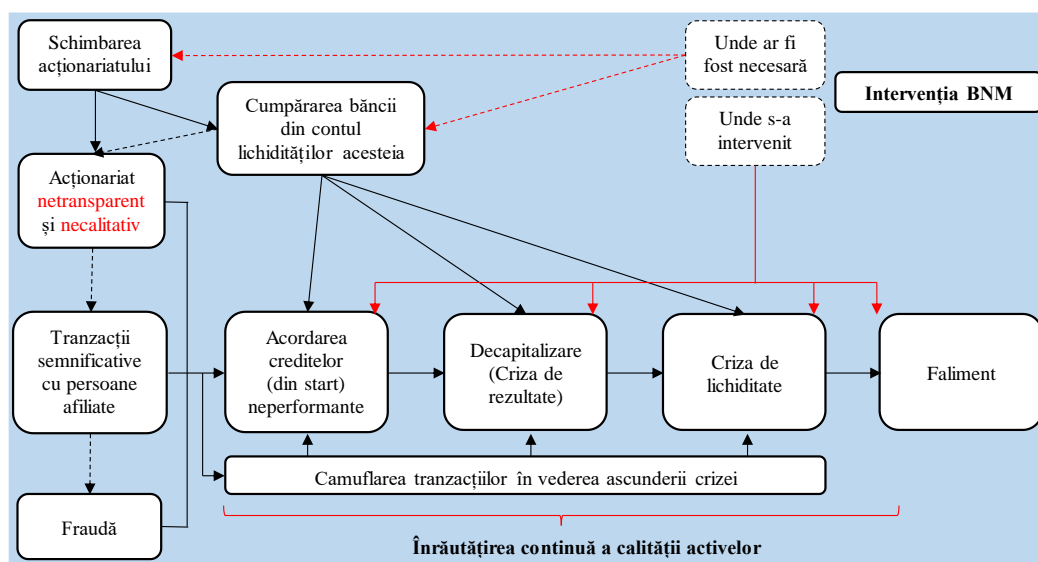 Schimbarea
acționariatului
Unde ar fi
fost necesară
Intervenția BNM
Cumpărarea băncii
din contul
lichidităților acesteia
Unde s-a
intervenit
Acționariat
netransparent
și necalitativ
Tranzacții
semnificative
cu persoane
afiliate
Acordarea
creditelor
(din start)
neperformante
Decapitalizare
(Criza de
rezultate)
Criza de
lichiditate
Faliment
Camuflarea tranzacțiilor în vederea ascunderii crizei
Fraudă
Înrăutățirea continuă a calității activelor